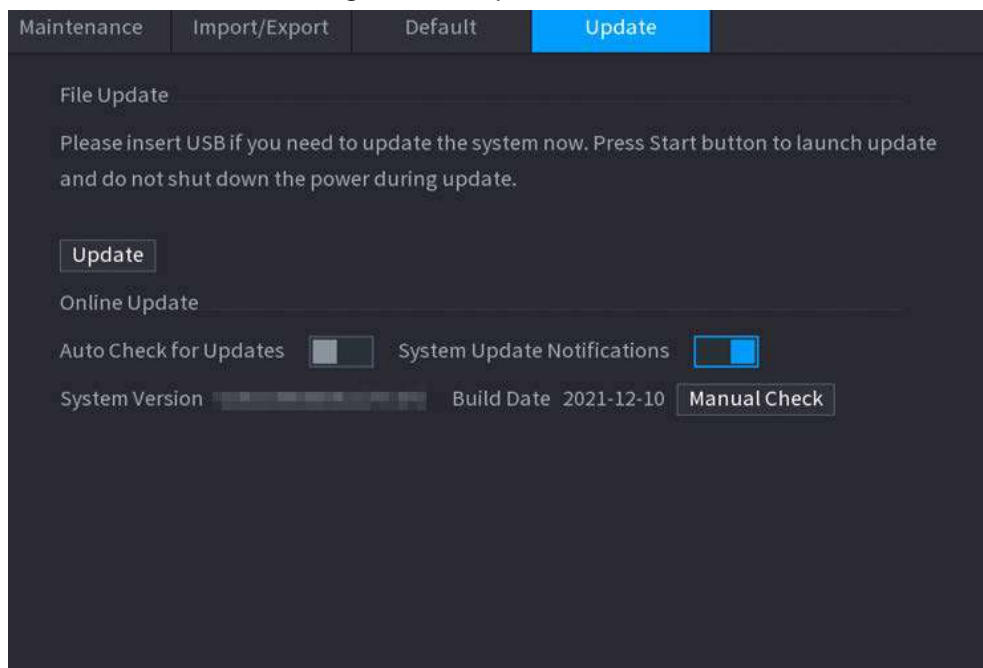 Maintenance Import/Export Default Update
File Update
Please insert USB if you need to update the system now. Press Start button to launch update
and do not shut down the power during update.
Update
Online Update
Auto Check for Updates System Update Notifications
System Version Build Date 2021-12-10 Manual Check